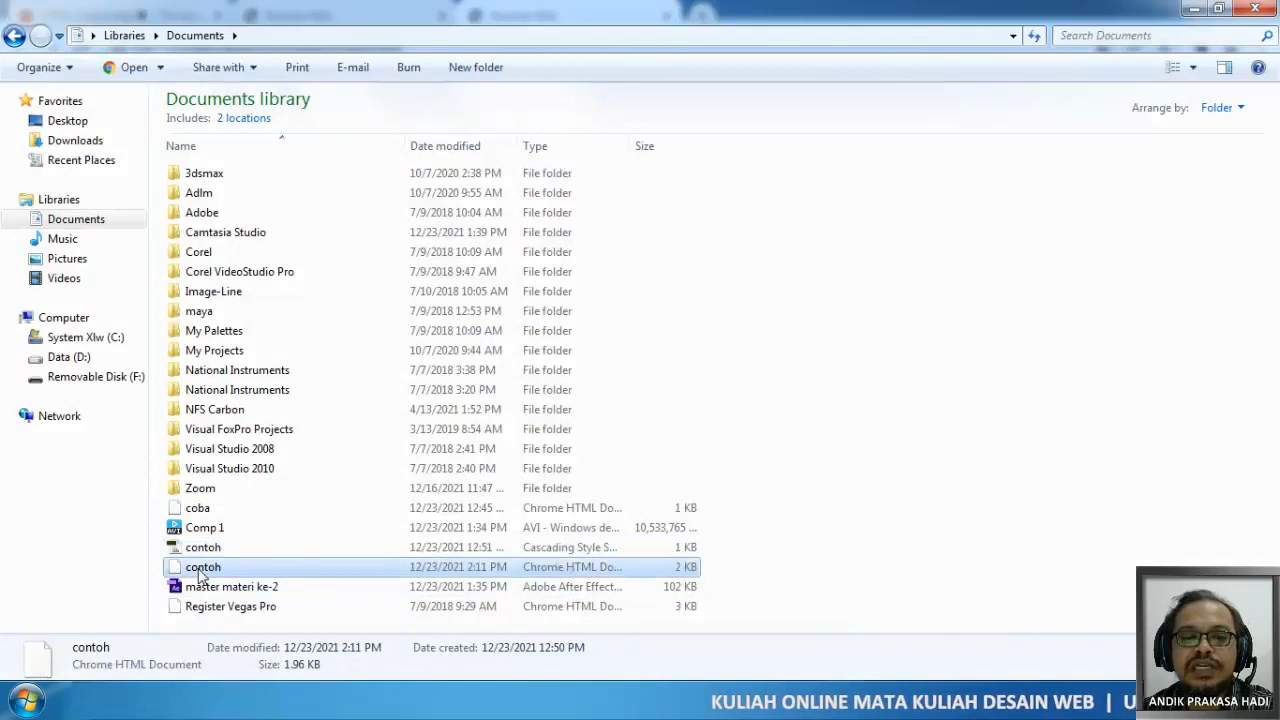 Libraries
Documents
Search Documents
Organize
Open
Share with
Print
E-mail
Burn
New folder
Favorites
Desktop
Downloads
Recent Places
Libraries
Documents
Music
Pictures
Videos
Computer
System Xlw (C:)
Data (D:)
Removable Disk (F:)
Network
Documents library
Includes: 2 locations
Arrange by: Folder
Name Date modified Type Size
3dsmax 10/7/2020 2:38 PM File folder
Adlm 10/7/2020 9:55 AM File folder
Adobe 7/9/2018 10:04 AM File folder
Camtasia Studio 12/23/2021 1:39 PM File folder
Corel 7/9/2018 10:09 AM File folder
Corel VideoStudio Pro 7/9/2018 9:47 AM File folder
Image-Line 7/10/2018 10:05 AM File folder
maya 7/9/2018 12:53 PM File folder
My Palettes 7/9/2018 10:09 AM File folder
My Projects 10/7/2020 9:44 AM File folder
National Instruments 7/7/2018 3:38 PM File folder
National Instruments 7/7/2018 3:20 PM File folder
NFS Carbon 4/13/2021 1:52 PM File folder
Visual FoxPro Projects 3/13/2019 8:54 AM File folder
Visual Studio 2008 7/7/2018 2:41 PM File folder
Visual Studio 2010 7/7/2018 2:40 PM File folder
Zoom 12/16/2021 11:47 ... File folder
coba 12/23/2021 12:45 ... Chrome HTML Do... 1 KB
Comp 1 12/23/2021 1:34 PM AVI - Windows de... 10,533,765 ...
contoh 12/23/2021 12:51 ... Cascading Style S... 1 KB
contoh 12/23/2021 2:11 PM Chrome HTML Do... 2 KB
master materi ke-2 12/23/2021 1:35 PM Adobe After Effect... 102 KB
Register Vegas Pro 7/9/2018 9:29 AM Chrome HTML Do... 3 KB
contoh Date modified: 12/23/2021 2:11 PM Date created: 12/23/2021 12:50 PM
Chrome HTML Document Size: 1.96 KB
KULIAH ONLINE MATA KULIAH DESAIN WEB | U
ANDIK PRAKASA HADI